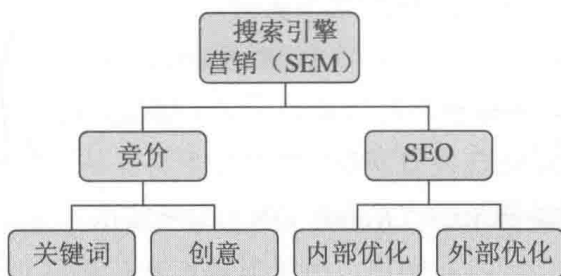 搜索引擎
营销（SEM）
竞价
SEO
关键词
创意
内部优化
外部优化